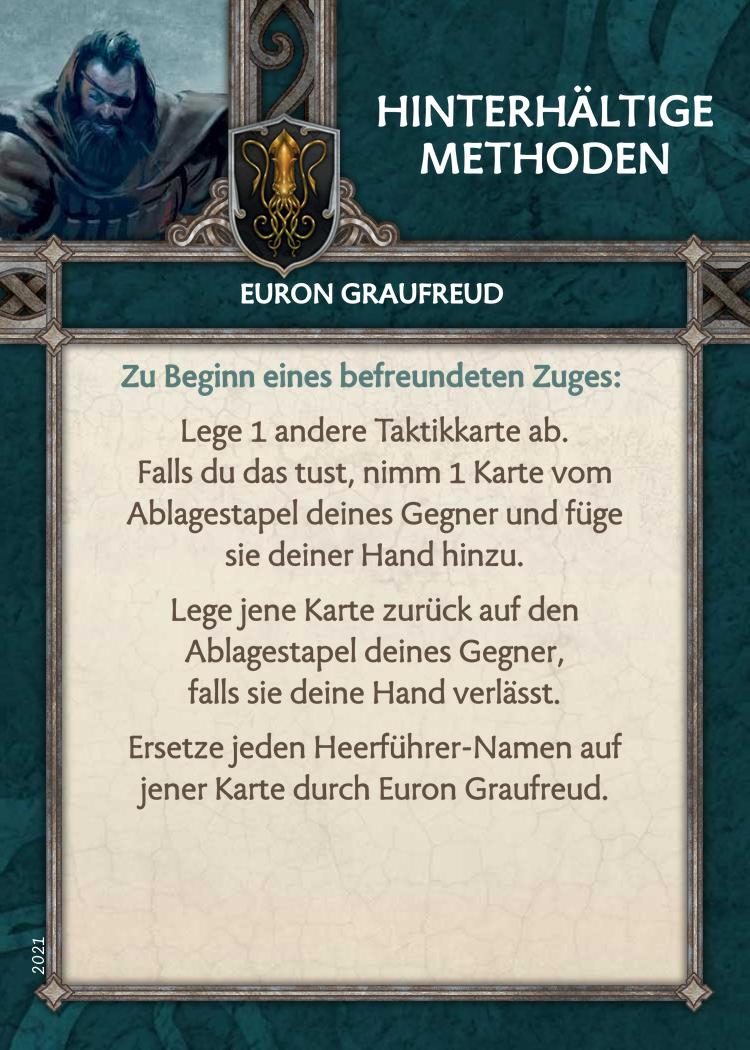 HINTERHÄLTIGE
METHODEN
EURON GRAUFREUD
Zu Beginn eines befreundeten Zuges:
Lege 1 andere Taktikkarte ab.
Falls du das tust, nimm 1 Karte vom
Ablagestapel deines Gegner und füge
sie deiner Hand hinzu.
Lege jene Karte zurück auf den
Ablagestapel deines Gegner,
falls sie deine Hand verlässt.
Ersetze jeden Heerführer-Namen auf
jener Karte durch Euron Graufreud.
2021